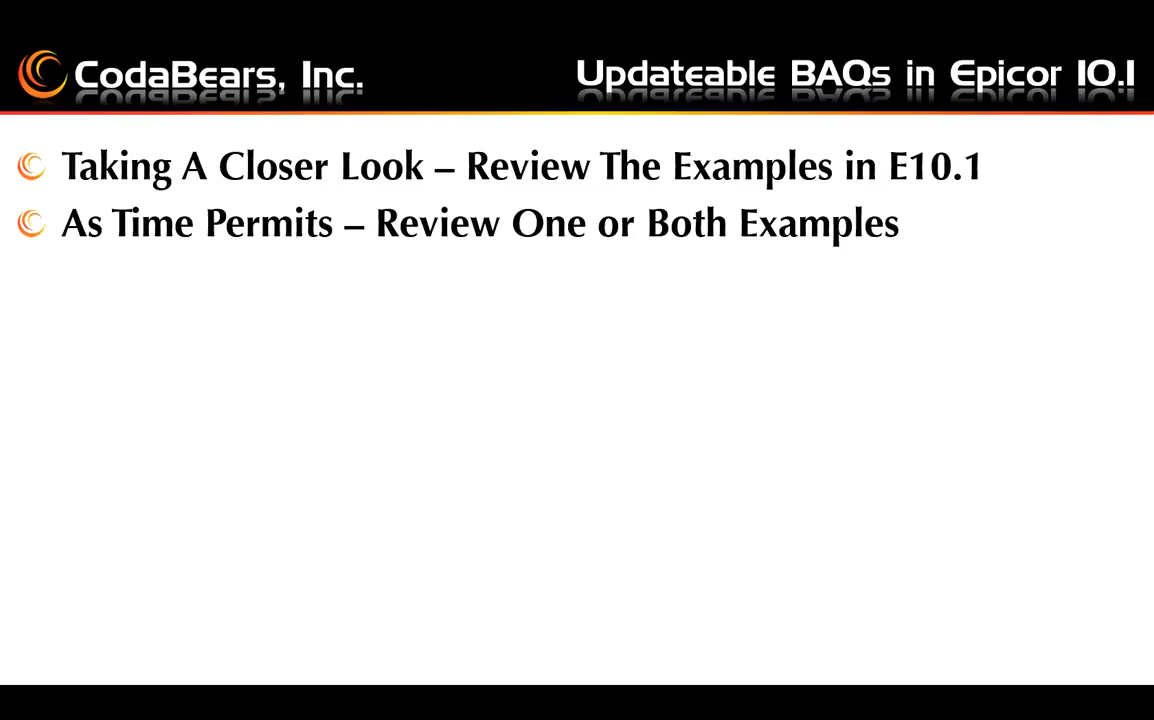 CodaBears, Inc.
Updateable BAQs in Epicor 10.1
Taking A Closer Look – Review The Examples in E10.1
As Time Permits – Review One or Both Examples